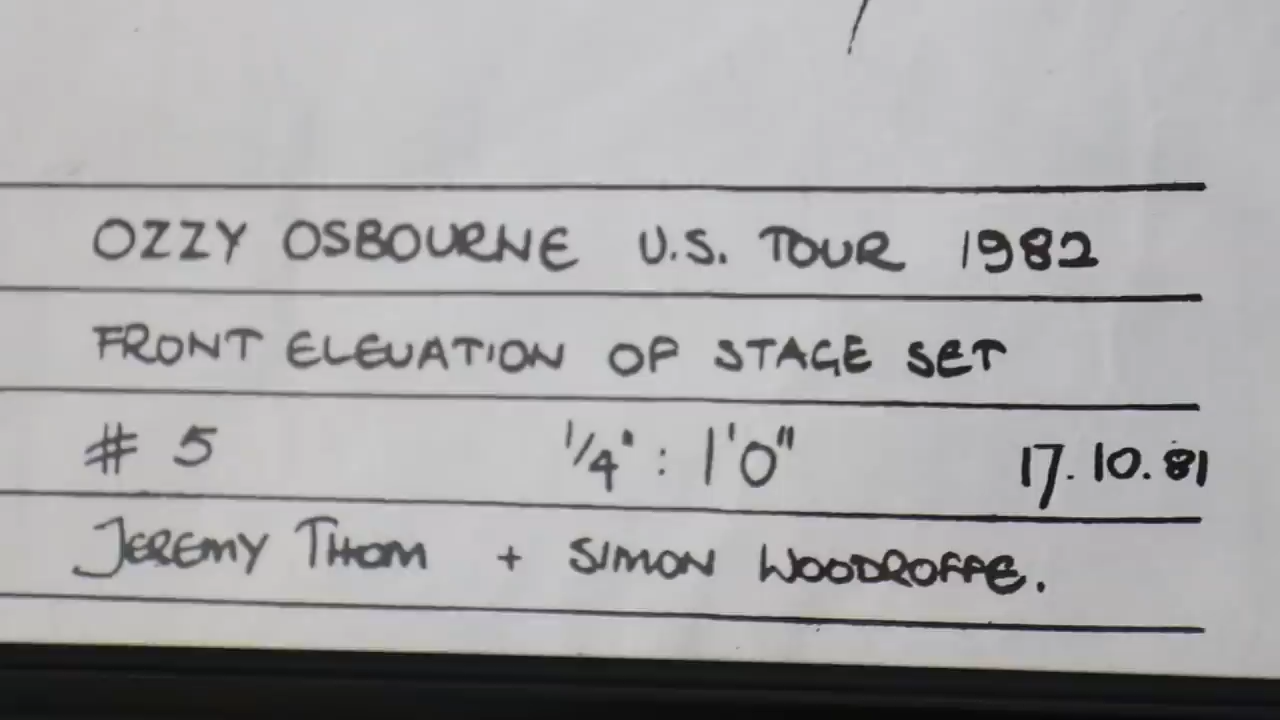 OZZY OSBOURNE U.S. TOUR 1982
FRONT ELEVATION OF STAGE SET
# 5 1/4" : 1'0" 17.10.81
JEREMY THOM + SIMON WOODROFFE.